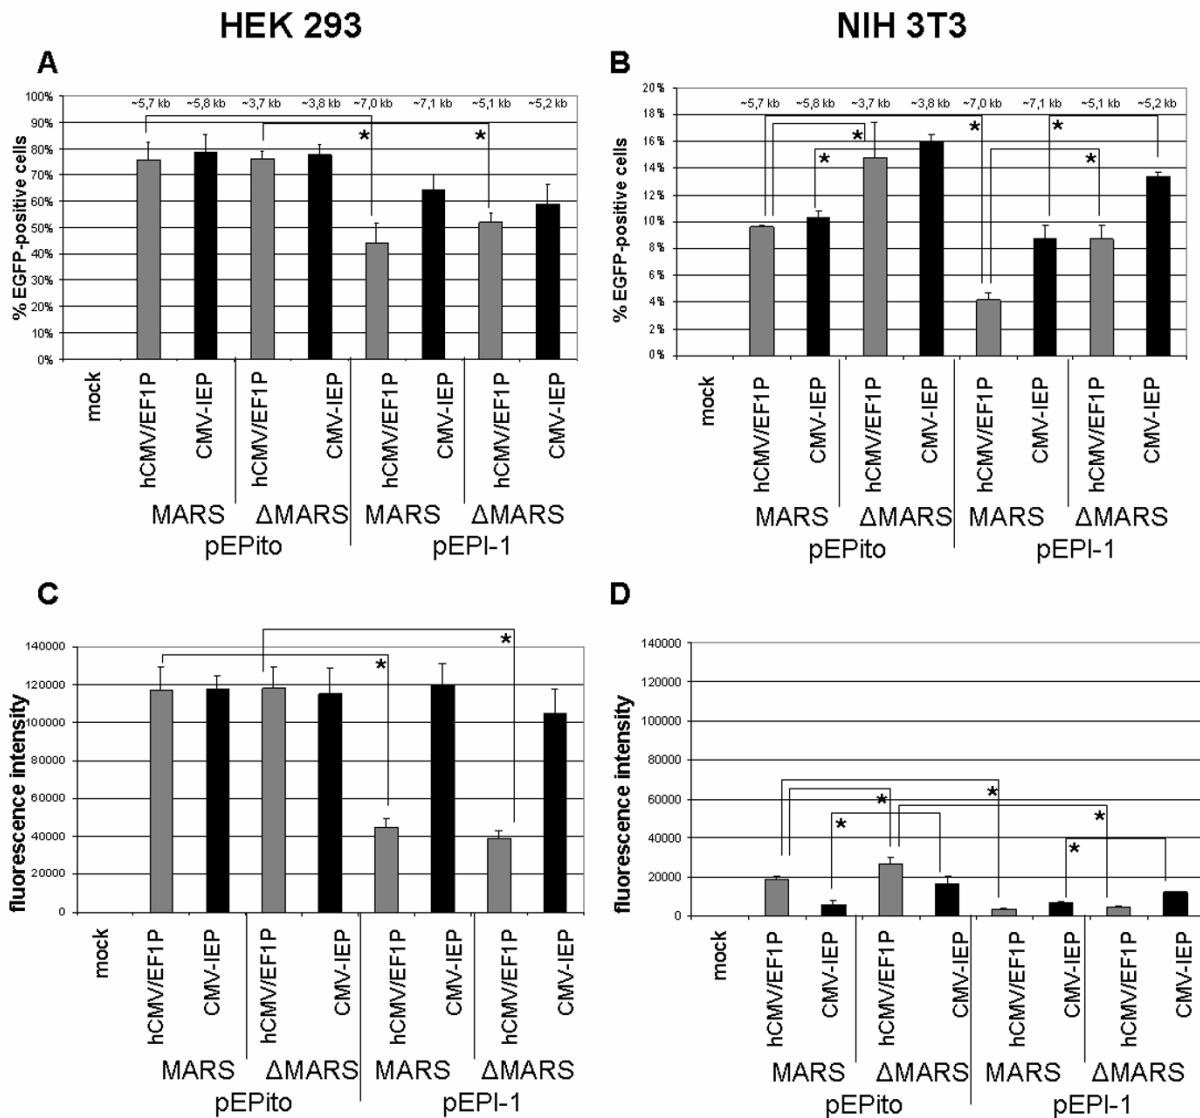 HEK 293
NIH 3T3
A
% EGFP-positive cells
100%
90%
80%
70%
60%
50%
40%
30%
20%
10%
0%
~5,7 kb ~5,8 kb ~3,7 kb ~3,8 kb ~7,0 kb ~7,1 kb ~5,1 kb ~5,2 kb
* *
mock hCMV/EF1P CMV-IEP hCMV/EF1P CMV-IEP hCMV/EF1P CMV-IEP hCMV/EF1P CMV-IEP
MARS ΔMARS MARS ΔMARS
pEPito pEPI-1
B
% EGFP-positive cells
20%
18%
16%
14%
12%
10%
8%
6%
4%
2%
0%
~5,7 kb ~5,8 kb ~3,7 kb ~3,8 kb ~7,0 kb ~7,1 kb ~5,1 kb ~5,2 kb
* * *
* *
mock hCMV/EF1P CMV-IEP hCMV/EF1P CMV-IEP hCMV/EF1P CMV-IEP hCMV/EF1P CMV-IEP
MARS ΔMARS MARS ΔMARS
pEPito pEPI-1
C
fluorescence intensity
140000
120000
100000
80000
60000
40000
20000
0
* *
mock hCMV/EF1P CMV-IEP hCMV/EF1P CMV-IEP hCMV/EF1P CMV-IEP hCMV/EF1P CMV-IEP
MARS ΔMARS MARS ΔMARS
pEPito pEPI-1
D
fluorescence intensity
140000
120000
100000
80000
60000
40000
20000
0
* *
* * *
mock hCMV/EF1P CMV-IEP hCMV/EF1P CMV-IEP hCMV/EF1P CMV-IEP hCMV/EF1P CMV-IEP
MARS ΔMARS MARS ΔMARS
pEPito pEPI-1